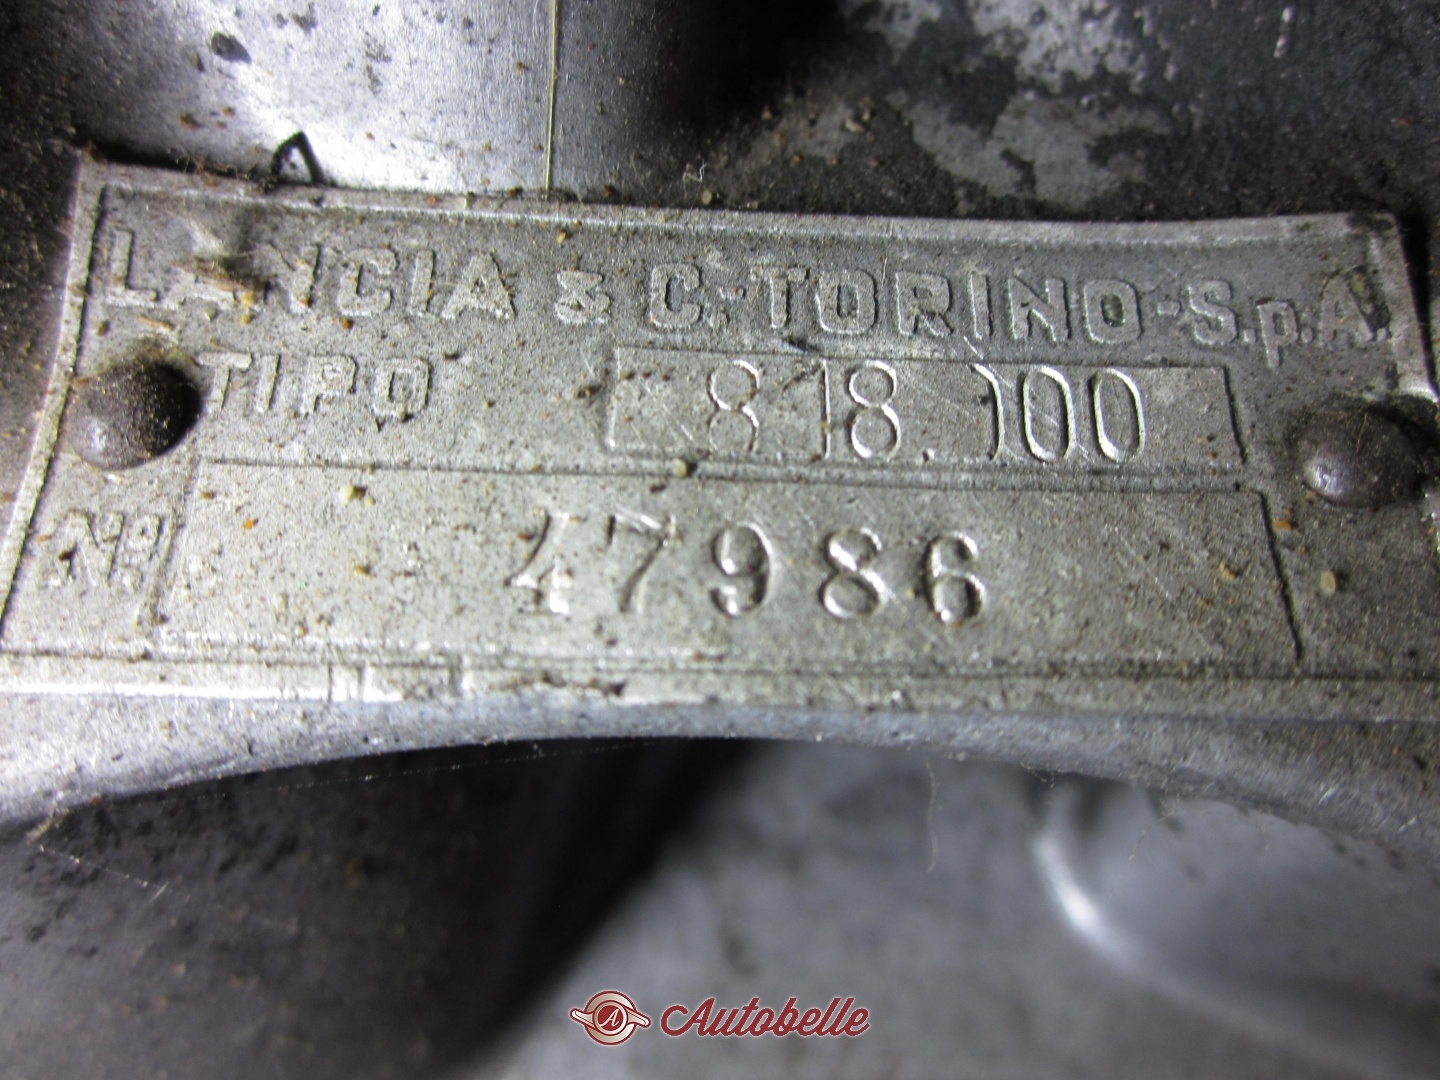 LANCIA & C. TORINO - S.p.A.
TIPO 818.100
No. 47986
A Autobelle